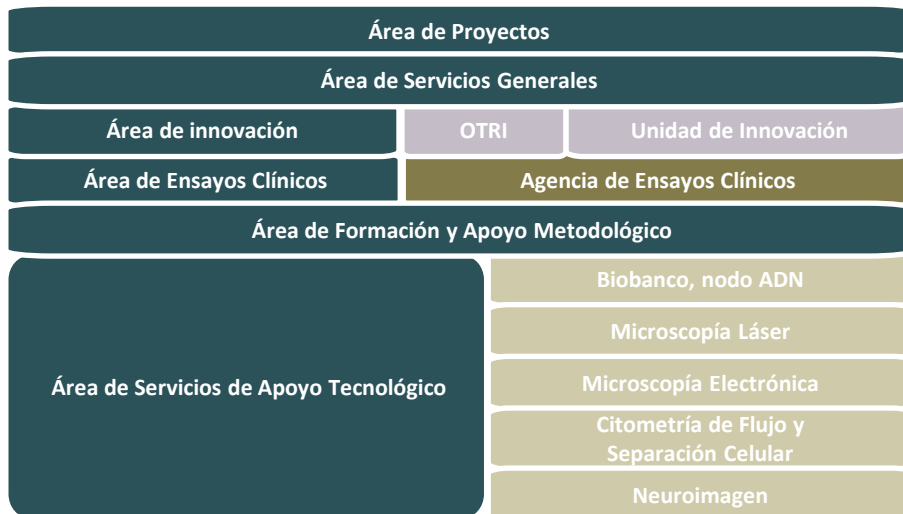 Área de Proyectos
Área de Servicios Generales
Área de innovación
OTRI
Unidad de Innovación
Área de Ensayos Clínicos
Agencia de Ensayos Clínicos
Área de Formación y Apoyo Metodológico
Área de Servicios de Apoyo Tecnológico
Biobanco, nodo ADN
Microscopía Láser
Microscopía Electrónica
Citometría de Flujo y
Separación Celular
Neuroimagen